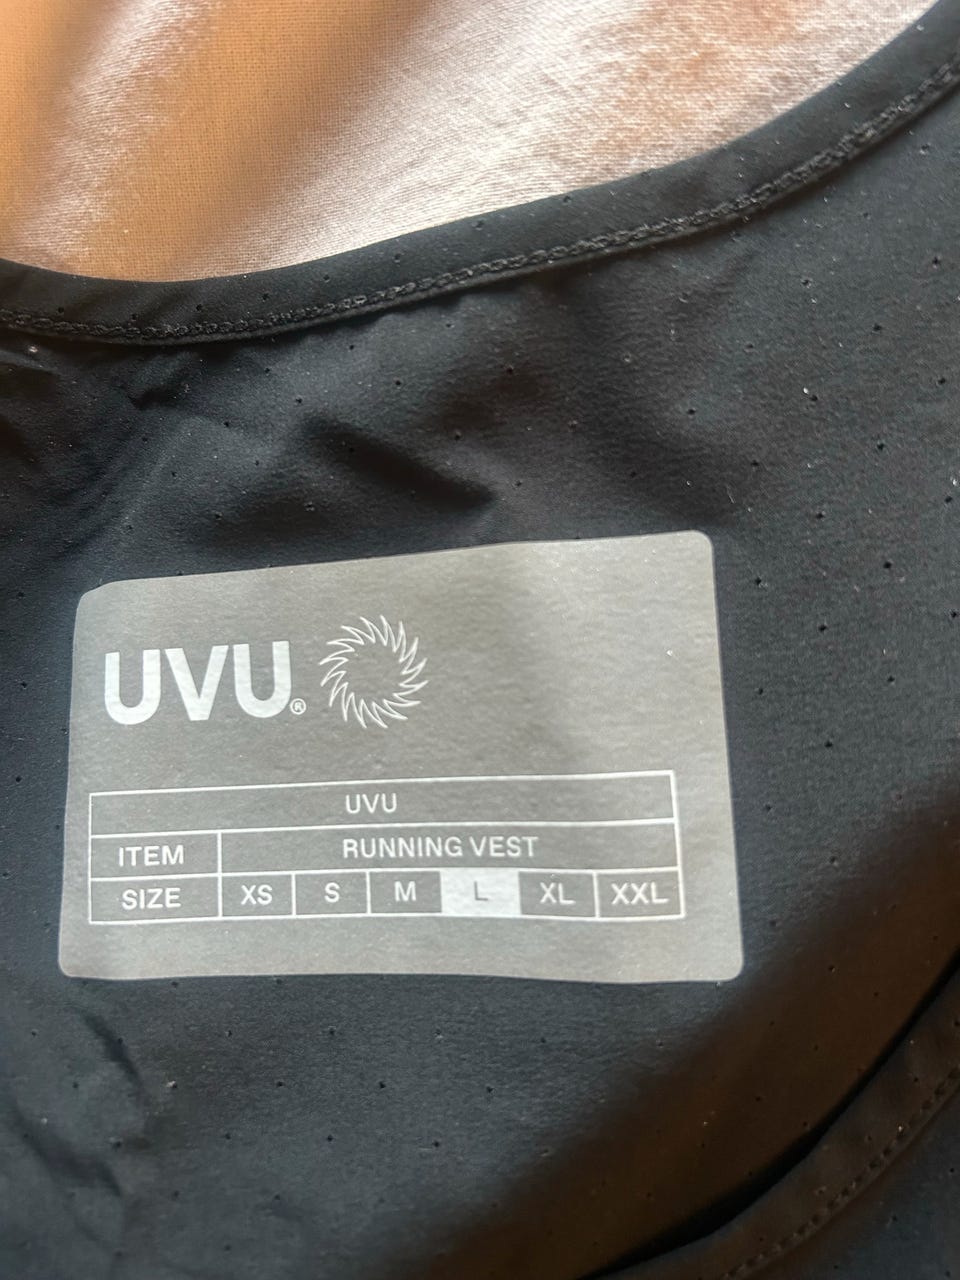 UVU®
UVU
ITEM RUNNING VEST
SIZE XS S M L XL XXL